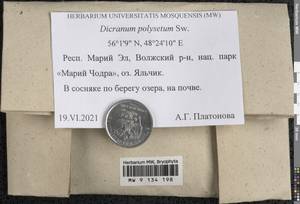 HERBARIUM UNIVERSITATIS MOSQUENSIS (MW)
Dicranum polysetum Sw.
56°1'9" N, 48°24'10" E
Респ. Марий Эл, Волжский р-н, нац. парк
«Марий Чодра», оз. Яльчик.
В сосняке по берегу озера, на почве.
19.VI.2021 А.Г. Платонова
Herbarium MW, Bryophyta
MW 9 134 198